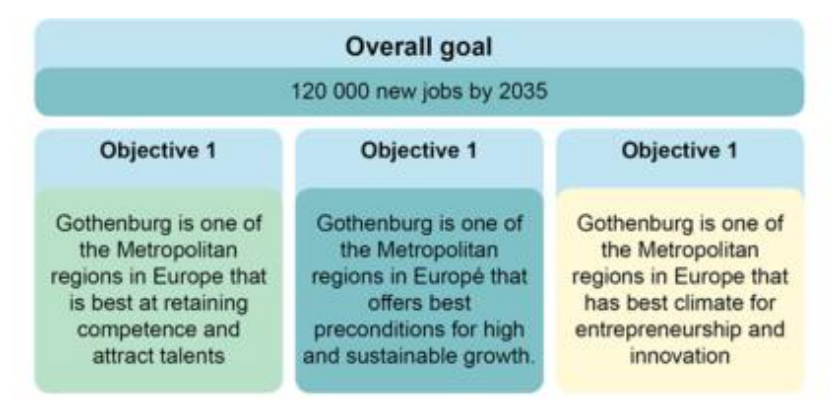 Overall goal
120 000 new jobs by 2035
Objective 1
Gothenburg is one of
the Metropolitan
regions in Europe that
is best at retaining
competence and
attract talents
Objective 1
Gothenburg is one of
the Metropolitan
regions in Europé that
offers best
preconditions for high
and sustainable growth.
Objective 1
Gothenburg is one of
the Metropolitan
regions in Europe that
has best climate for
entrepreneurship and
innovation